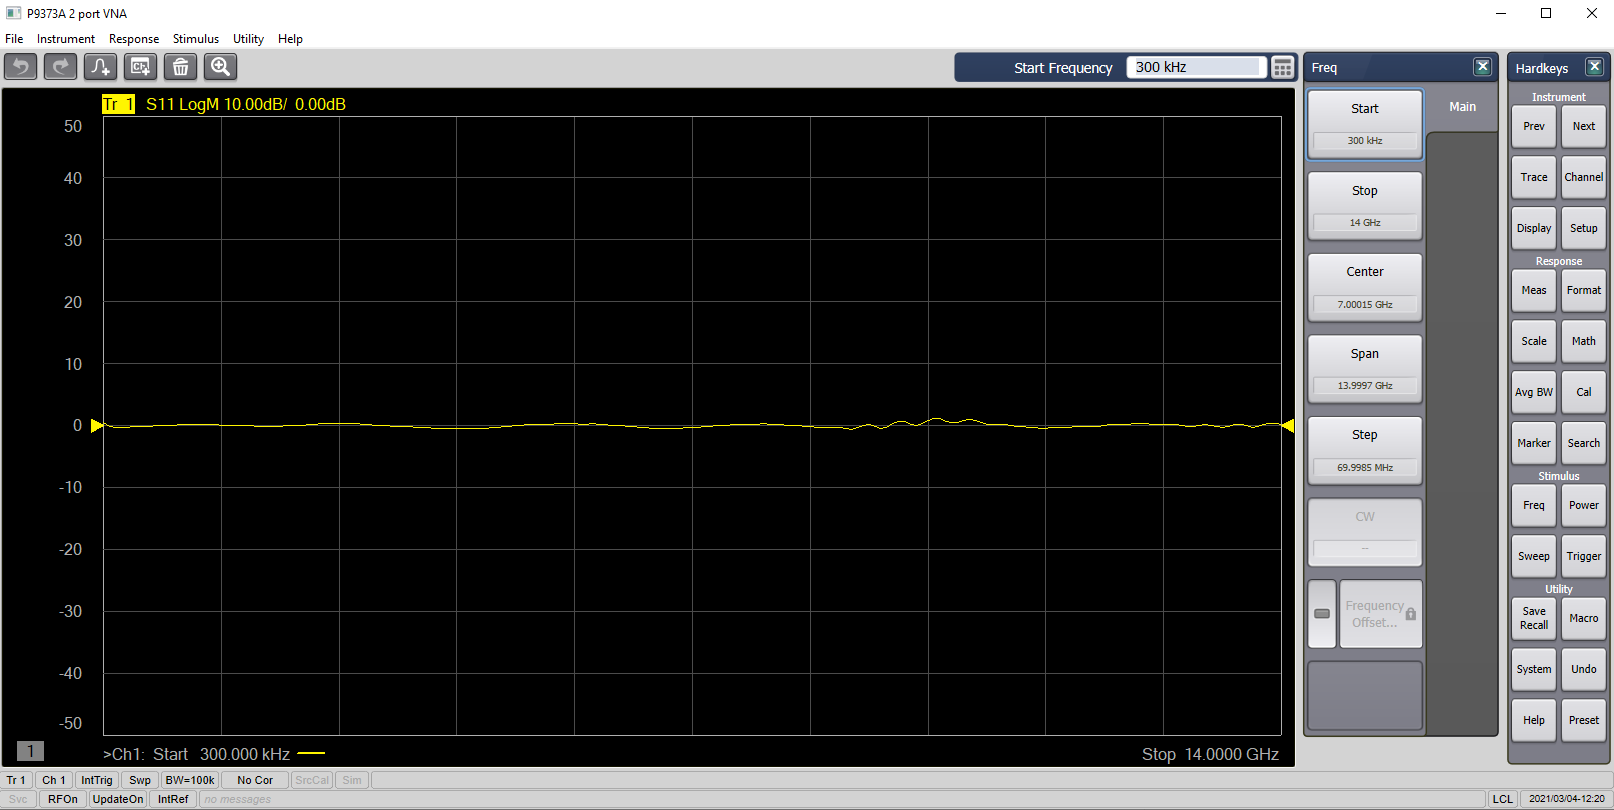 P9373A 2 port VNA
File Instrument Response Stimulus Utility Help
Start Frequency 300 kHz
Tr 1 S11 LogM 10.00dB/ 0.00dB
50
40
30
20
10
0
-10
-20
-30
-40
-50
1
>Ch1: Start 300.000 kHz
Stop 14.0000 GHz
Freq
Main
Start
300 kHz
Stop
14 GHz
Center
7.00015 GHz
Span
13.9997 GHz
Step
69.9985 MHz
CW
--
Frequency
Offset...
Hardkeys
Instrument
Prev Next
Trace Channel
Display Setup
Response
Meas Format
Scale Math
Avg BW Cal
Marker Search
Stimulus
Freq Power
Sweep Trigger
Utility
Save
Recall
Macro
System Undo
Help Preset
Tr 1 Ch 1 IntTrig Swp BW=100k No Cor SrcCal Sim
Svc RFOn UpdateOn IntRef no messages LCL 2021/03/04-12:20